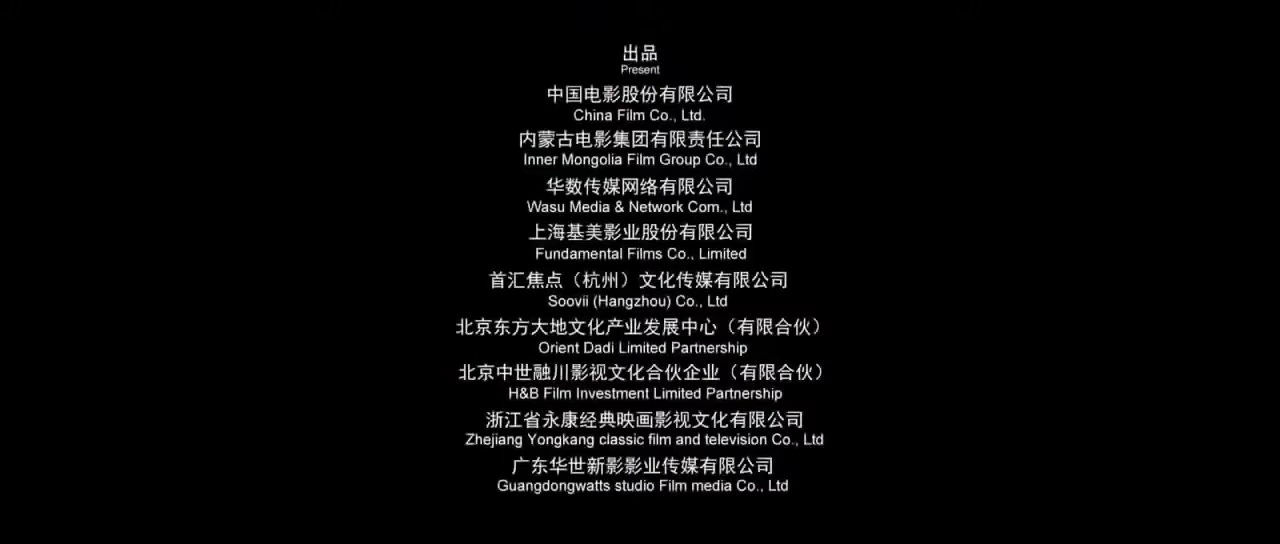 出品
Present
中国电影股份有限公司
China Film Co., Ltd.
内蒙古电影集团有限责任公司
Inner Mongolia Film Group Co., Ltd
华数传媒网络有限公司
Wasu Media & Network Com., Ltd
上海基美影业股份有限公司
Fundamental Films Co., Limited
首汇焦点（杭州）文化传媒有限公司
Soovii (Hangzhou) Co., Ltd
北京东方大地文化产业发展中心（有限合伙）
Orient Dadi Limited Partnership
北京中世融川影视文化合伙企业（有限合伙）
H&B Film Investment Limited Partnership
浙江省永康经典映画影视文化有限公司
Zhejiang Yongkang classic film and television Co., Ltd
广东华世新影影业传媒有限公司
Guangdongwatts studio Film media Co., Ltd